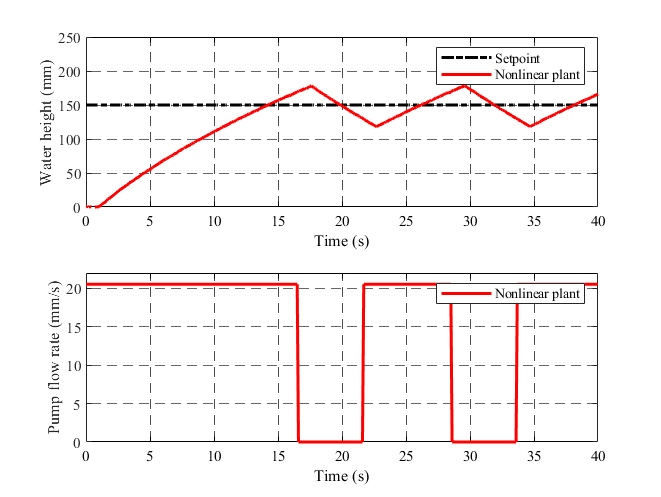 250
200
150
100
50
0
Water height (mm)
Setpoint
Nonlinear plant
0 5 10 15 20 25 30 35 40
Time (s)
20
15
10
5
0
Pump flow rate (mm/s)
Nonlinear plant
0 5 10 15 20 25 30 35 40
Time (s)